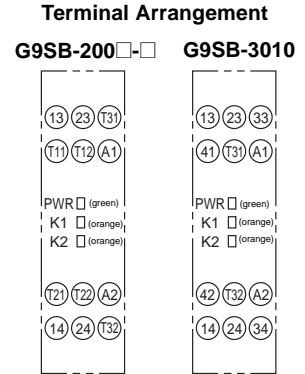 Terminal Arrangement
G9SB-200□-□ G9SB-3010
13 23 T31 13 23 33
T11 T12 A1 41 T31 A1
PWR (green) PWR (green)
K1 (orange) K1 (orange)
K2 (orange) K2 (orange)
T21 T22 A2 42 T32 A2
14 24 T32 14 24 34